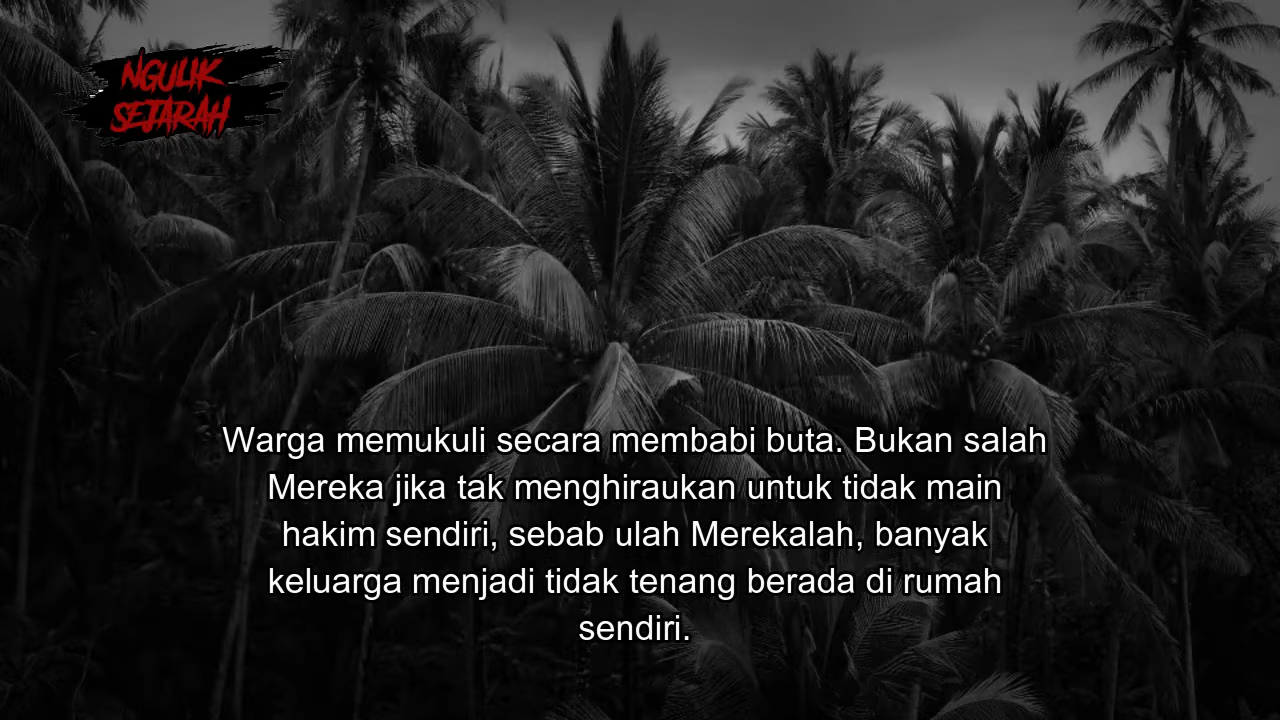 NGULIK
SEJARAH
Warga memukuli secara membabi buta. Bukan salah
Mereka jika tak menghiraukan untuk tidak main
hakim sendiri, sebab ulah Merekalah, banyak
keluarga menjadi tidak tenang berada di rumah
sendiri.